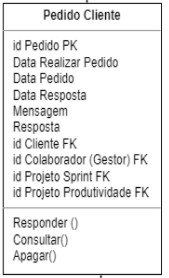 Pedido Cliente
id Pedido PK
Data Realizar Pedido
Data Pedido
Data Resposta
Mensagem
Resposta
id Cliente FK
id Colaborador (Gestor) FK
id Projeto Sprint FK
id Projeto Produtividade FK
Responder ()
Consultar()
Apagar()